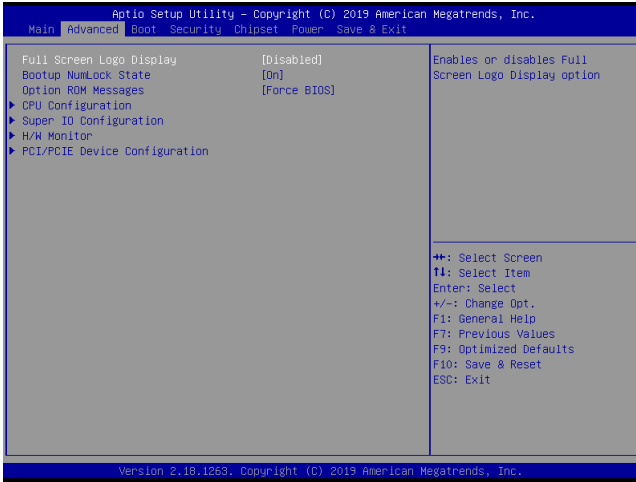 Aptio Setup Utility – Copyright (C) 2019 American Megatrends, Inc.
Main Advanced Boot Security Chipset Power Save & Exit
Full Screen Logo Display [Disabled]
Bootup NumLock State [On]
Option ROM Messages [Force BIOS]
CPU Configuration
Super IO Configuration
H/W Monitor
PCI/PCIE Device Configuration
Enables or disables Full
Screen Logo Display option
→←: Select Screen
↑↓: Select Item
Enter: Select
+/-: Change Opt.
F1: General Help
F7: Previous Values
F9: Optimized Defaults
F10: Save & Reset
ESC: Exit
Version 2.18.1263. Copyright (C) 2019 American Megatrends, Inc.